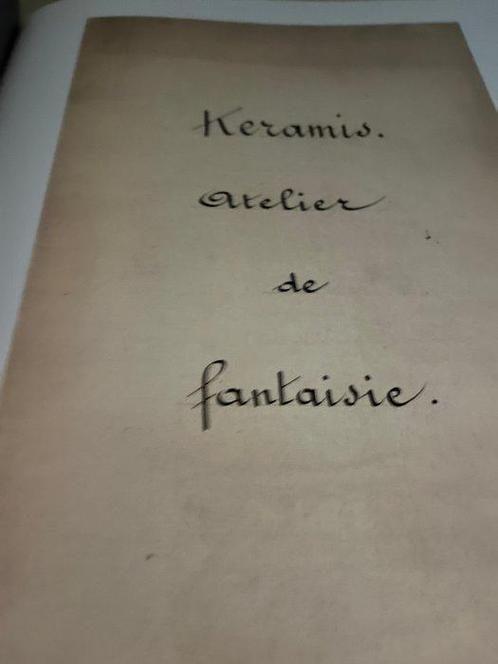 Keramis.
Atelier
de
fantaisie.